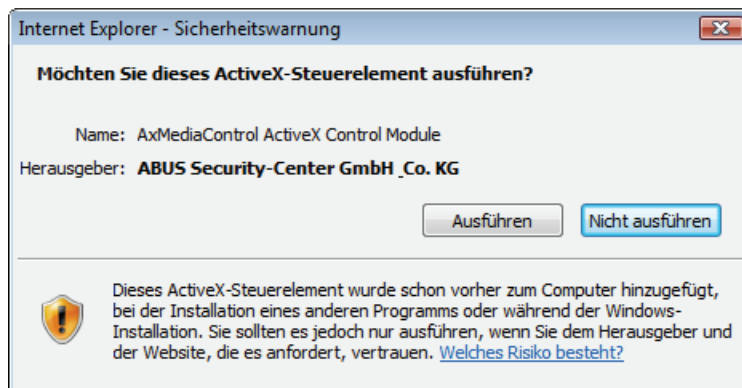 Internet Explorer - Sicherheitswarnung
Möchten Sie dieses ActiveX-Steuerelement ausführen?
Name: AxMediaControl ActiveX Control Module
Herausgeber: ABUS Security-Center GmbH _Co. KG
Ausführen Nicht ausführen
Dieses ActiveX-Steuerelement wurde schon vorher zum Computer hinzugefügt,
bei der Installation eines anderen Programms oder während der Windows-
Installation. Sie sollten es jedoch nur ausführen, wenn Sie dem Herausgeber und
der Website, die es anfordert, vertrauen. Welches Risiko besteht?